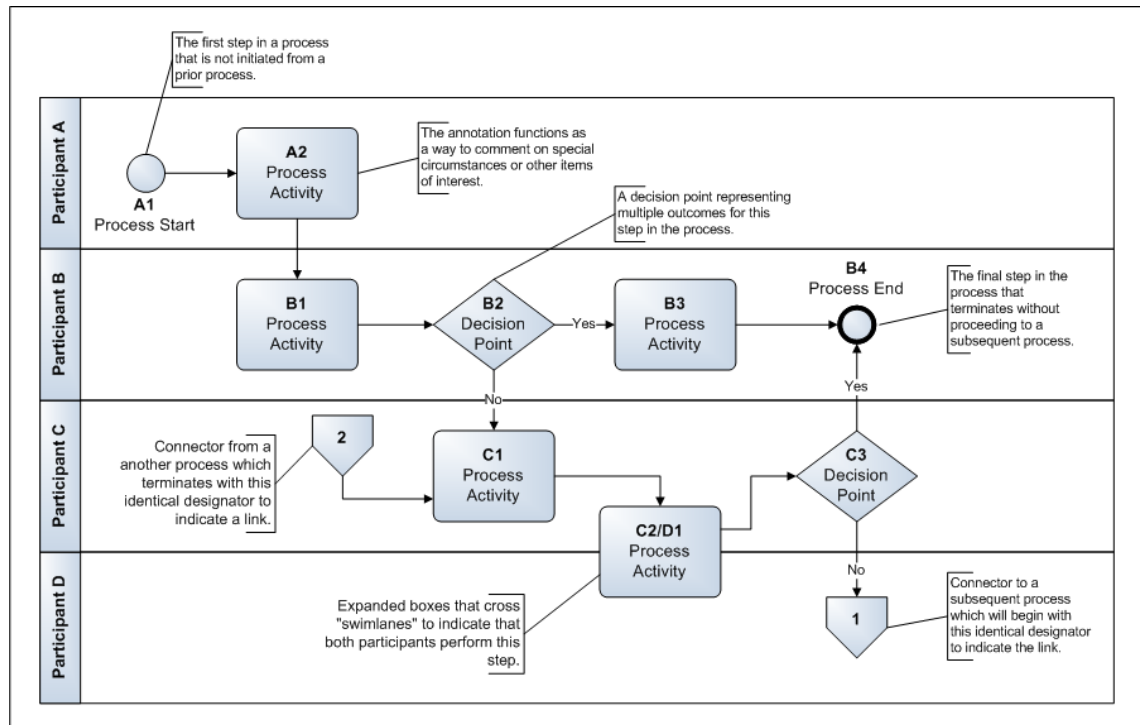 The first step in a process
that is not initiated from a
prior process.
Participant A
A1
Process Start
A2
Process
Activity
The annotation functions as
a way to comment on special
circumstances or other items
of interest.
A decision point representing
multiple outcomes for this
step in the process.
Participant B
B1
Process
Activity
B2
Decision
Point
Yes
B3
Process
Activity
B4
Process End
The final step in the
process that
terminates without
proceeding to a
subsequent process.
No
Yes
Participant C
Connector from a
another process which
terminates with this
identical designator to
indicate a link.
2
C1
Process
Activity
C2/D1
Process
Activity
C3
Decision
Point
No
Participant D
Expanded boxes that cross
"swimlanes" to indicate that
both participants perform this
step.
1
Connector to a
subsequent process
which will begin with
this identical designator
to indicate the link.